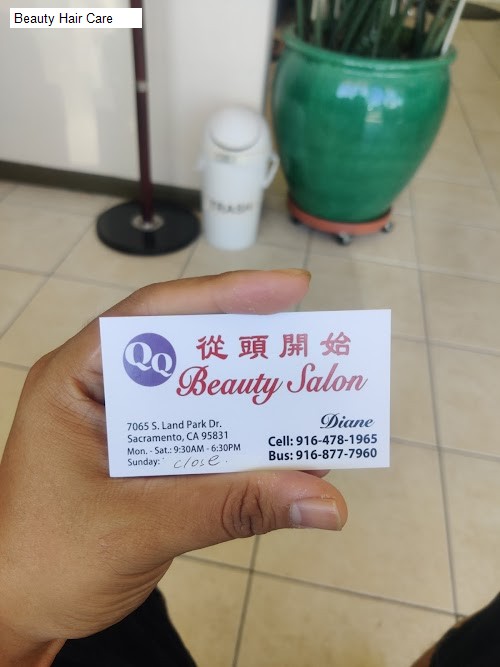 Beauty Hair Care
TRASH
QQ
從頭開始
Beauty Salon
7065 S. Land Park Dr.
Sacramento, CA 95831
Mon. - Sat.: 9:30AM - 6:30PM
Sunday: close.
Diane
Cell: 916-478-1965
Bus: 916-877-7960